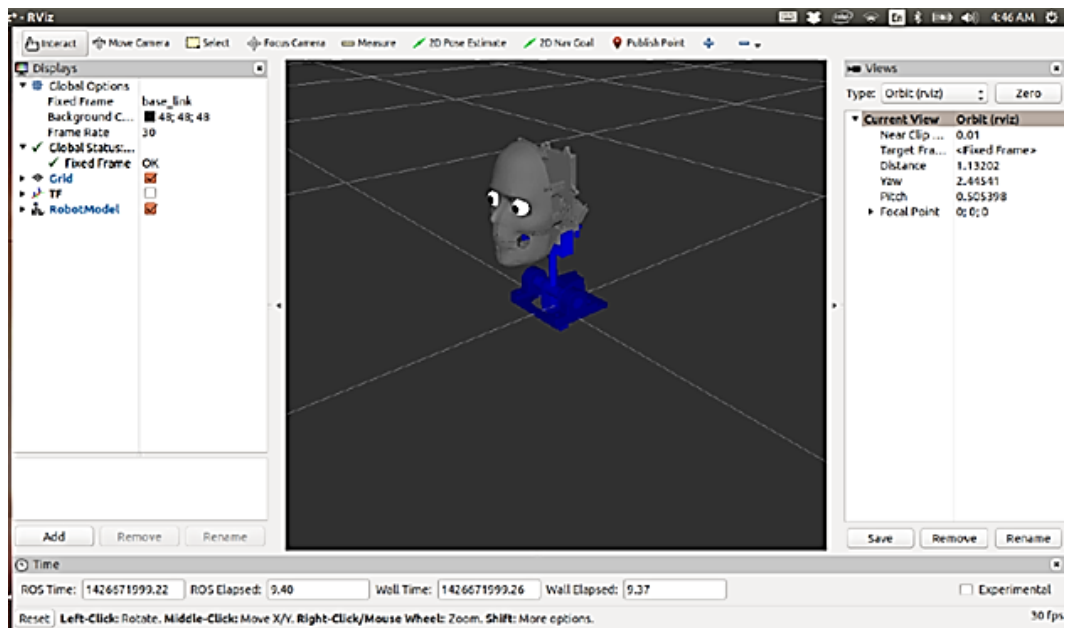 - RViz
En 4:46 AM
Interact Move Camera Select Focus Camera Measure 2D Pose Estimate 2D Nav Goal Publish Point
Displays
Global Options
Fixed Frame base_link
Background C... 48; 48; 48
Frame Rate 30
Global Status:...
Fixed Frame OK
Grid
TF
RobotModel
Add Remove Rename
Views
Type: Orbit (rviz) Zero
Current View Orbit (rviz)
Near Clip ... 0.01
Target Fra... <Fixed Frame>
Distance 1.13202
Yaw 2.44541
Pitch 0.505398
Focal Point 0; 0; 0
Save Remove Rename
Time
ROS Time: 1426671999.22 ROS Elapsed: 9.40 Wall Time: 1426671999.26 Wall Elapsed: 9.37 Experimental
Reset Left-Click: Rotate. Middle-Click: Move X/Y. Right-Click/Mouse Wheel: Zoom. Shift: More options. 30 fps